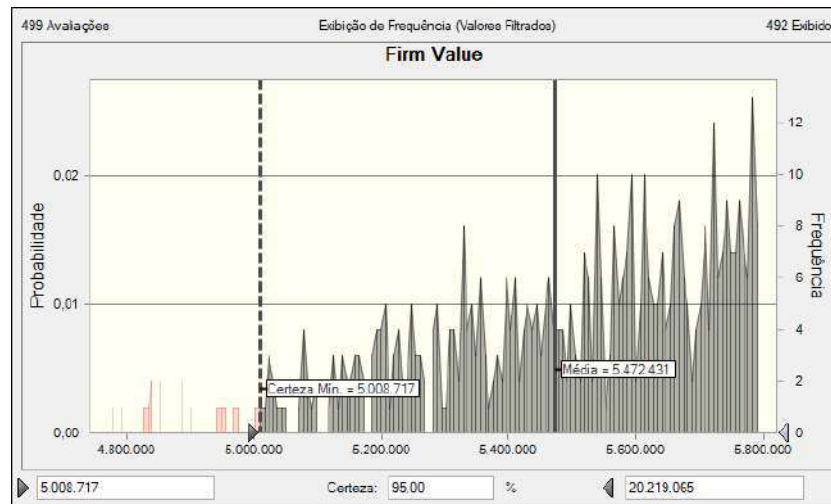 499 Avaliações Exibição de Frequência (Valores Filtrados) 492 Exibido
Firm Value
Probabilidade
Frequência
0,02
0,01
0,00
12
10
8
6
4
2
0
Certeza Mín. = 5.008.717
Média = 5.472.431
4.800.000 5.000.000 5.200.000 5.400.000 5.600.000 5.800.000
5.008.717 Certeza: 95,00 % 20.219.065